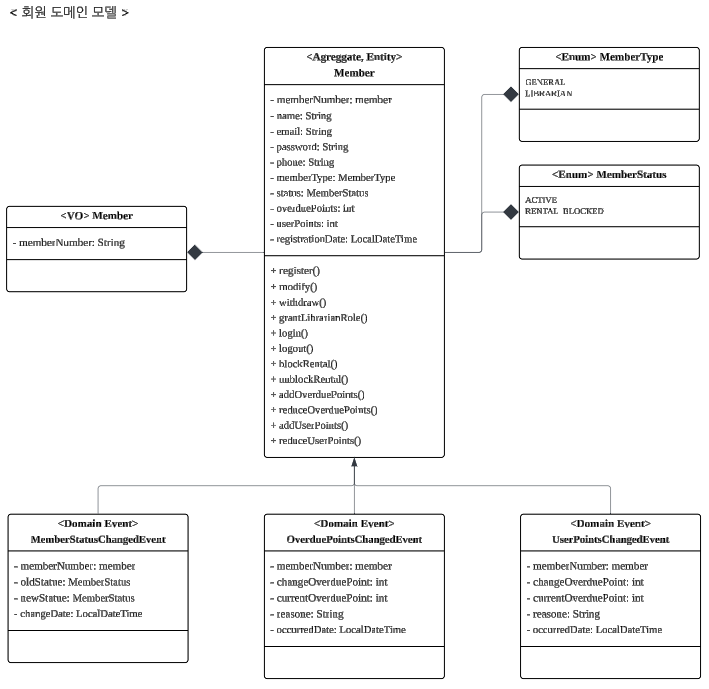 < 회원 도메인 모델 >
<Agreggate, Entity>
Member
- memberNumber: member
- name: String
- email: String
- password: String
- phone: String
- memberType: MemberType
- status: MemberStatus
- overduePoints: int
- userPoints: int
- registrationDate: LocalDateTime
+ register()
+ modify()
+ withdraw()
+ grantLibrarianRole()
+ login()
+ logout()
+ blockRental()
+ unblockRental()
+ addOverduePoints()
+ reduceOverduePoints()
+ addUserPoints()
+ reduceUserPoints()
<Enum> MemberType
GENERAL
LIBRARIAN
<Enum> MemberStatus
ACTIVE
RENTAL_BLOCKED
<VO> Member
- memberNumber: String
<Domain Event>
MemberStatusChangedEvent
- memberNumber: member
- oldStatue: MemberStatus
- newStatue: MemberStatus
- changeDate: LocalDateTime
<Domain Event>
OverduePointsChangedEvent
- memberNumber: member
- changeOverduePoint: int
- currentOverduePoint: int
- reasone: String
- occurredDate: LocalDateTime
<Domain Event>
UserPointsChangedEvent
- memberNumber: member
- changeOverduePoint: int
- currentOverduePoint: int
- reasone: String
- occurredDate: LocalDateTime